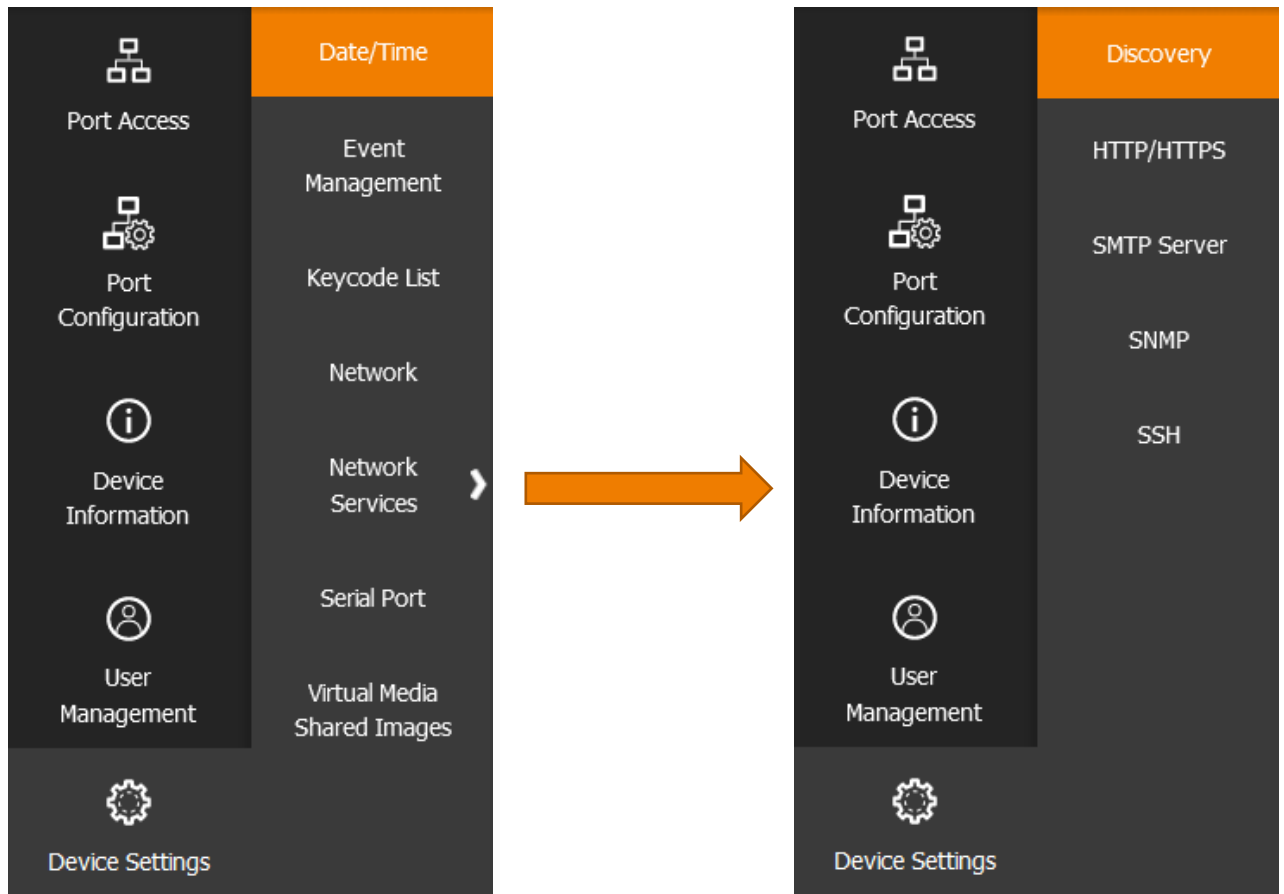 Port Access
Port
Configuration
Device
Information
User
Management
Device Settings
Date/Time
Event
Management
Keycode List
Network
Network
Services
Serial Port
Virtual Media
Shared Images
Port Access
Port
Configuration
Device
Information
User
Management
Device Settings
Discovery
HTTP/HTTPS
SMTP Server
SNMP
SSH